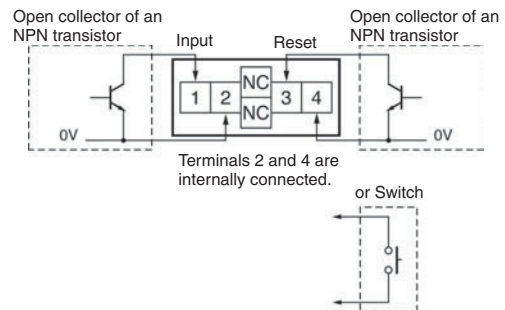 Open collector of an
NPN transistor
Input
Reset
Open collector of an
NPN transistor
NC
1 2 3 4
NC
0V
0V
Terminals 2 and 4 are
internally connected.
or Switch